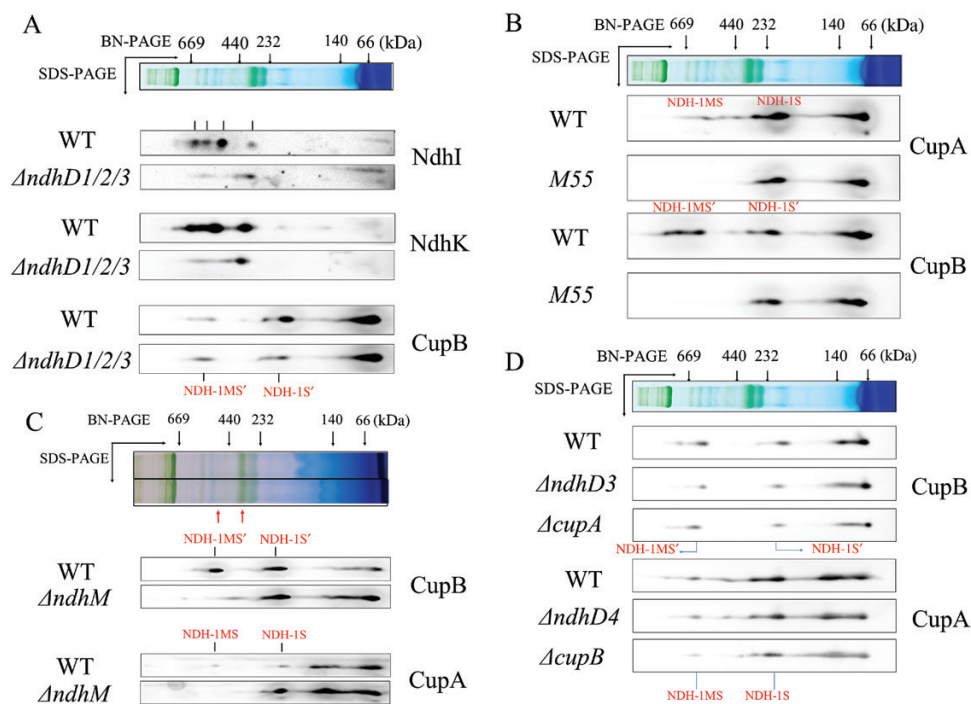 A
BN-PAGE 669 440 232 140 66 (kDa)
SDS-PAGE
WT
NdhI
ΔndhD1/2/3
WT
NdhK
ΔndhD1/2/3
WT
CupB
ΔndhD1/2/3
NDH-1MS′ NDH-1S′
B
BN-PAGE 669 440 232 140 66 (kDa)
SDS-PAGE
NDH-1MS NDH-1S
WT
CupA
M55
NDH-1MS′ NDH-1S′
WT
CupB
M55
C
BN-PAGE 669 440 232 140 66 (kDa)
SDS-PAGE
NDH-1MS′ NDH-1S′
WT
CupB
ΔndhM
NDH-1MS NDH-1S
WT
CupA
ΔndhM
D
BN-PAGE 669 440 232 140 66 (kDa)
SDS-PAGE
WT
ΔndhD3
CupB
ΔcupA
NDH-1MS′ NDH-1S′
WT
ΔndhD4
CupA
ΔcupB
NDH-1MS NDH-1S